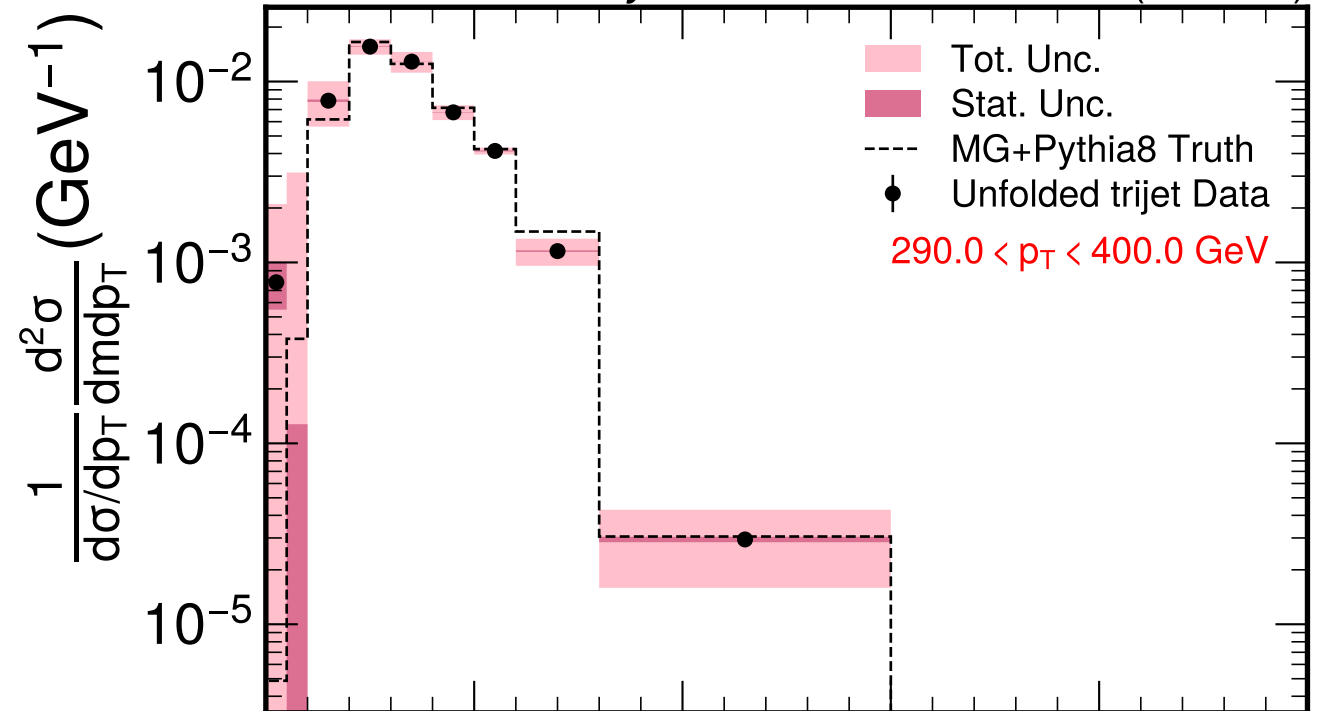 10⁻²
10⁻³
10⁻⁴
10⁻⁵
1 d²σ (GeV⁻¹)
dσ/dp_T dmdp_T
Tot. Unc.
Stat. Unc.
MG+Pythia8 Truth
Unfolded trijet Data
290.0 < p_T < 400.0 GeV